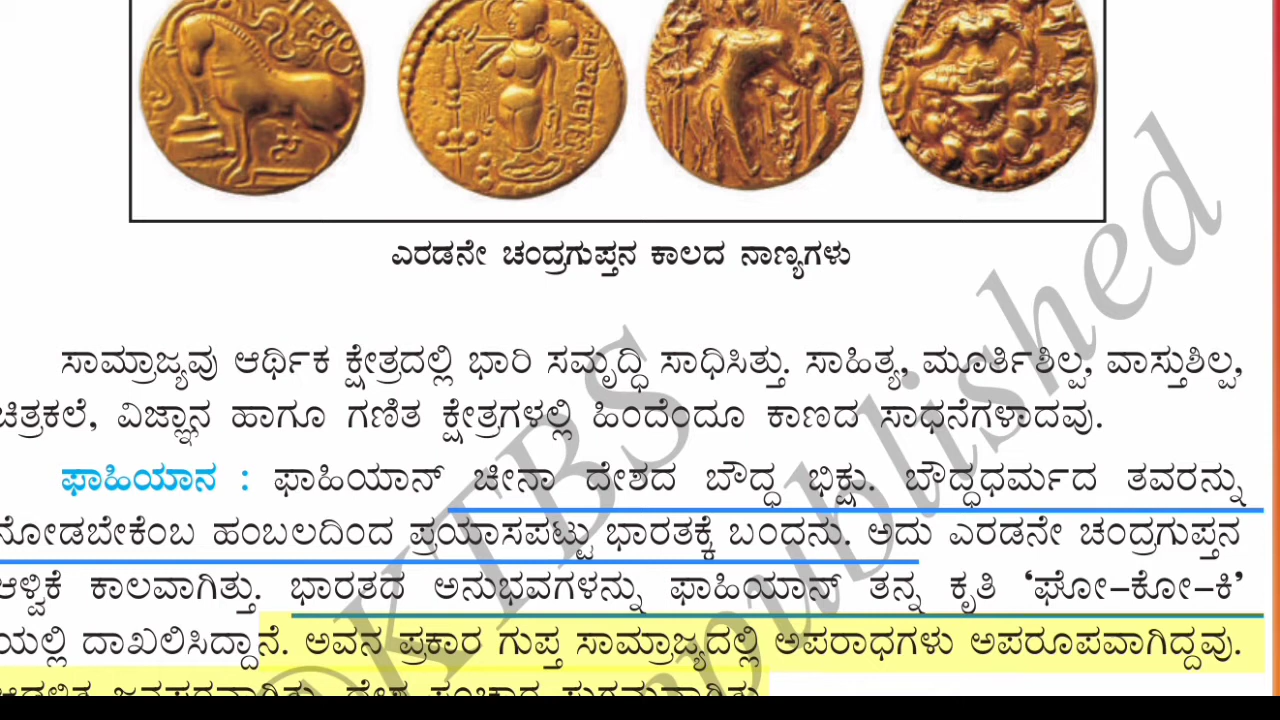 ಎರಡನೇ ಚಂದ್ರಗುಪ್ತನ ಕಾಲದ ನಾಣ್ಯಗಳು
ಸಾಮ್ರಾಜ್ಯವು ಆರ್ಥಿಕ ಕ್ಷೇತ್ರದಲ್ಲಿ ಭಾರಿ ಸಮೃದ್ಧಿ ಸಾಧಿಸಿತ್ತು. ಸಾಹಿತ್ಯ, ಮೂರ್ತಿಶಿಲ್ಪ, ವಾಸ್ತುಶಿಲ್ಪ,
ಚಿತ್ರಕಲೆ, ವಿಜ್ಞಾನ ಹಾಗೂ ಗಣಿತ ಕ್ಷೇತ್ರಗಳಲ್ಲಿ ಹಿಂದೆಂದೂ ಕಾಣದ ಸಾಧನೆಗಳಾದವು.
ಫಾಹಿಯಾನ : ಫಾಹಿಯಾನ್ ಚೀನಾ ದೇಶದ ಬೌದ್ಧ ಭಿಕ್ಷು. ಬೌದ್ಧಧರ್ಮದ ತವರನ್ನು
ನೋಡಬೇಕೆಂಬ ಹಂಬಲದಿಂದ ಪ್ರಯಾಸಪಟ್ಟು ಭಾರತಕ್ಕೆ ಬಂದನು. ಅದು ಎರಡನೇ ಚಂದ್ರಗುಪ್ತನ
ಆಳ್ವಿಕೆ ಕಾಲವಾಗಿತ್ತು. ಭಾರತದ ಅನುಭವಗಳನ್ನು ಫಾಹಿಯಾನ್ ತನ್ನ ಕೃತಿ ‘ಘೋ–ಕೋ–ಕಿ’
ಯಲ್ಲಿ ದಾಖಲಿಸಿದ್ದಾನೆ. ಅವನ ಪ್ರಕಾರ ಗುಪ್ತ ಸಾಮ್ರಾಜ್ಯದಲ್ಲಿ ಅಪರಾಧಗಳು ಅಪರೂಪವಾಗಿದ್ದವು.
©KTBS
republished